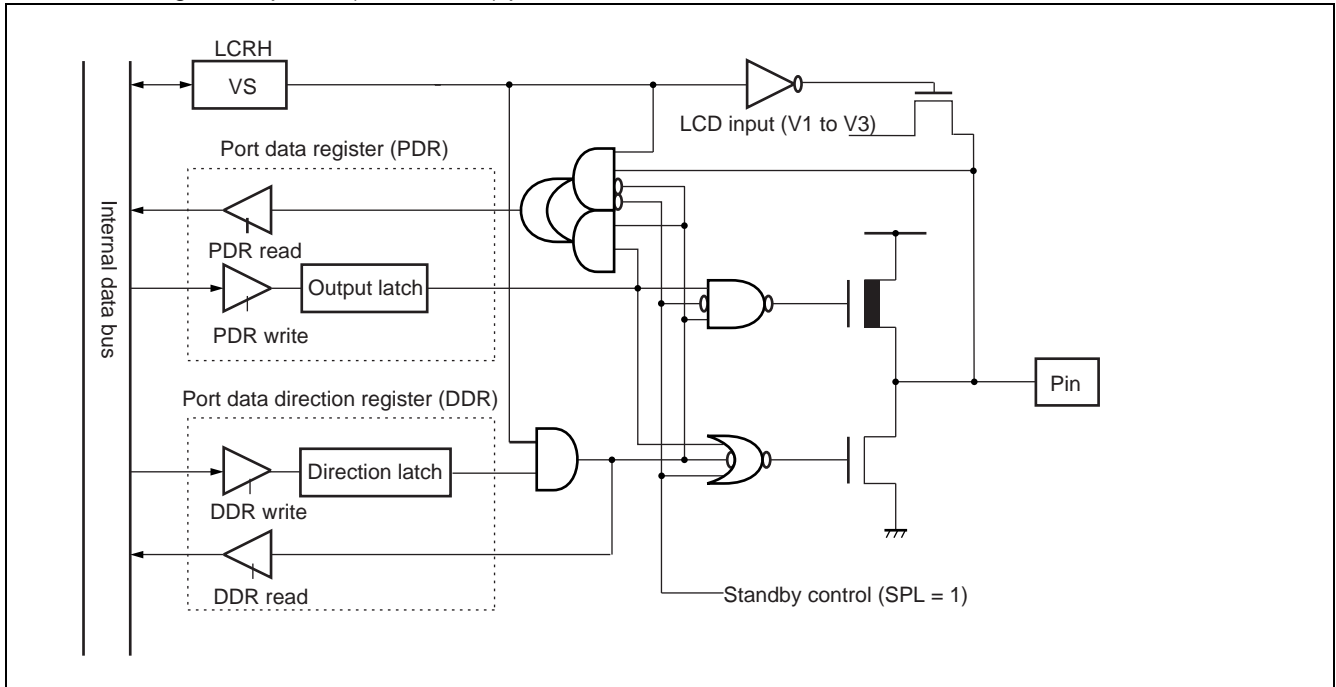 LCRH
VS
LCD input (V1 to V3)
Port data register (PDR)
Internal data bus
PDR read
Output latch
PDR write
Pin
Port data direction register (DDR)
Direction latch
DDR write
DDR read
Standby control (SPL = 1)